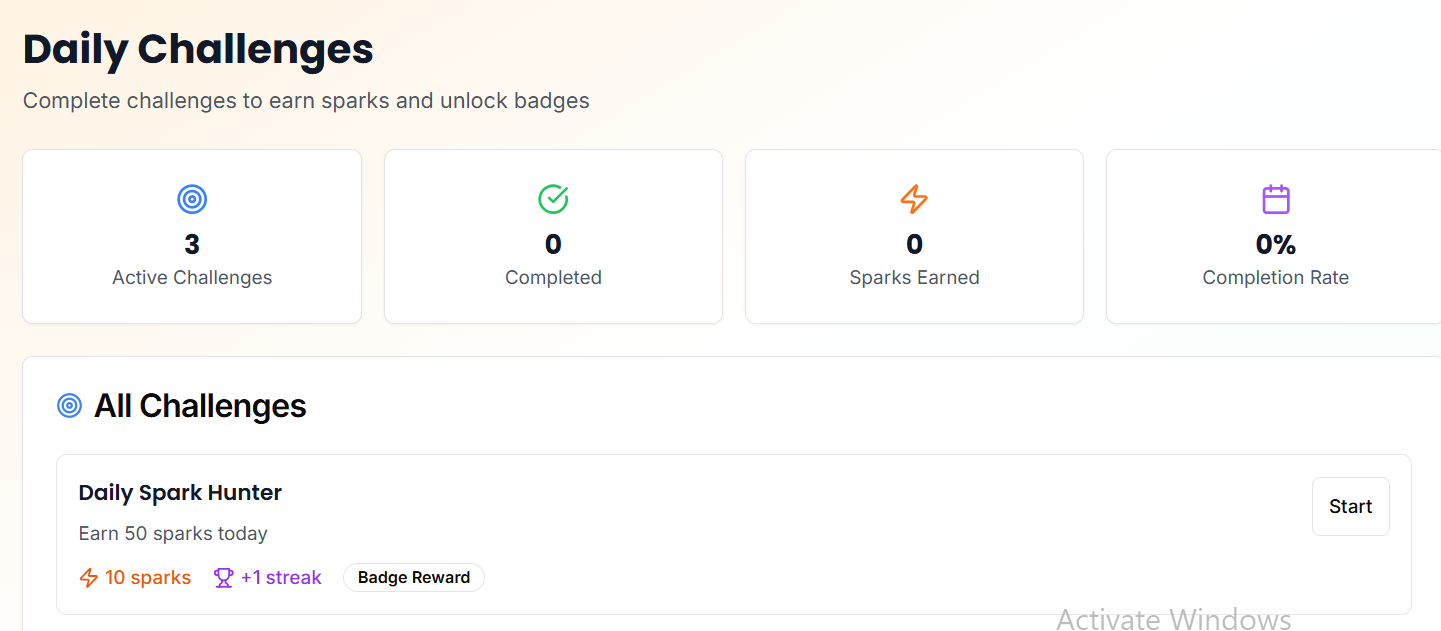 Daily Challenges
Complete challenges to earn sparks and unlock badges
3
Active Challenges
0
Completed
0
Sparks Earned
0%
Completion Rate
All Challenges
Daily Spark Hunter
Earn 50 sparks today
Start
10 sparks +1 streak Badge Reward
Activate Windows